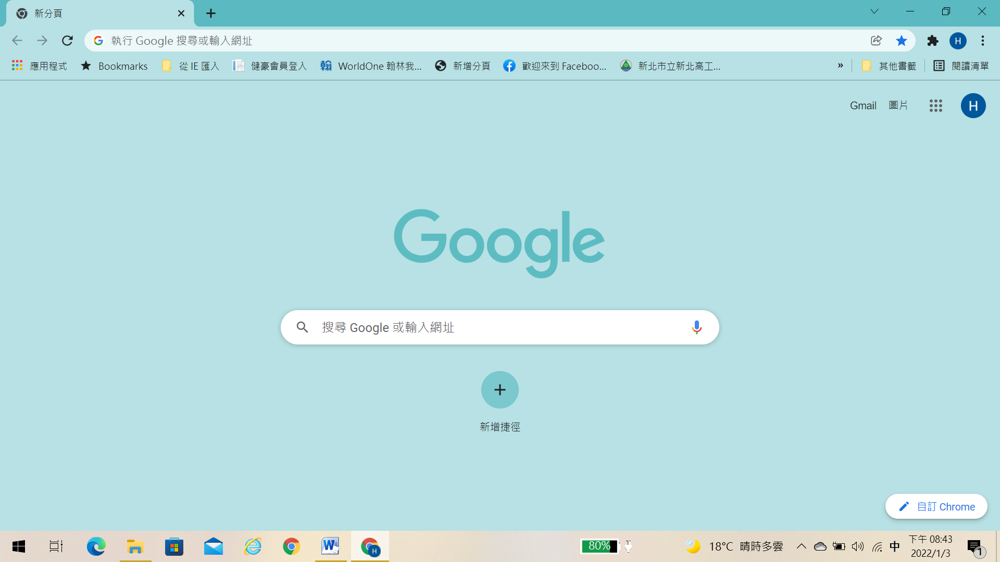 新分頁
執行 Google 搜尋或輸入網址
H
應用程式 Bookmarks 從 IE 匯入 健豪會員登入 WorldOne 翰林我... 新增分頁 歡迎來到 Faceboo... 新北市立新北高工... » 其他書籤 閱讀清單
Gmail 圖片 H
Google
搜尋 Google 或輸入網址
新增捷徑
自訂 Chrome
80% 18°C 晴時多雲 中 下午 08:43
2022/1/3 1